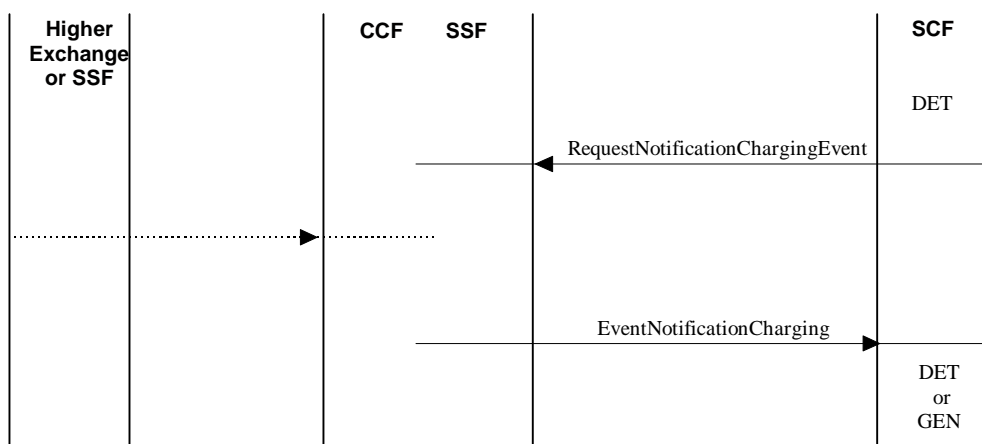 Higher
Exchange
or SSF
CCF
SSF
SCF
DET
RequestNotificationChargingEvent
EventNotificationCharging
DET
or
GEN